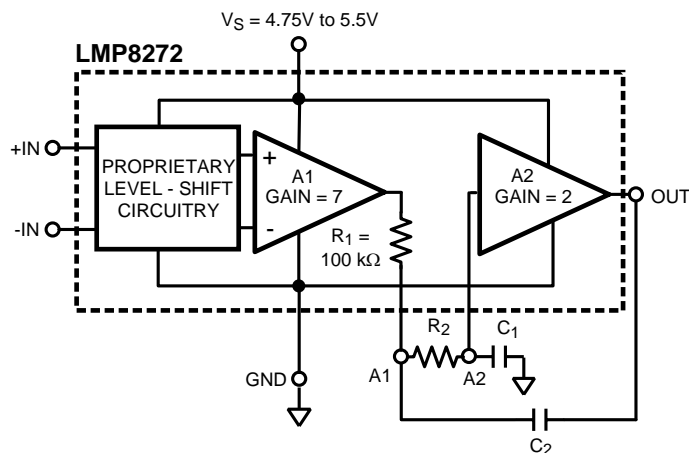 V_S = 4.75V to 5.5V
LMP8272
+IN
-IN
PROPRIETARY
LEVEL - SHIFT
CIRCUITRY
+
-
A1
GAIN = 7
A2
GAIN = 2
OUT
R_1 =
100 kΩ
R_2
C_1
A1
A2
GND
C_2